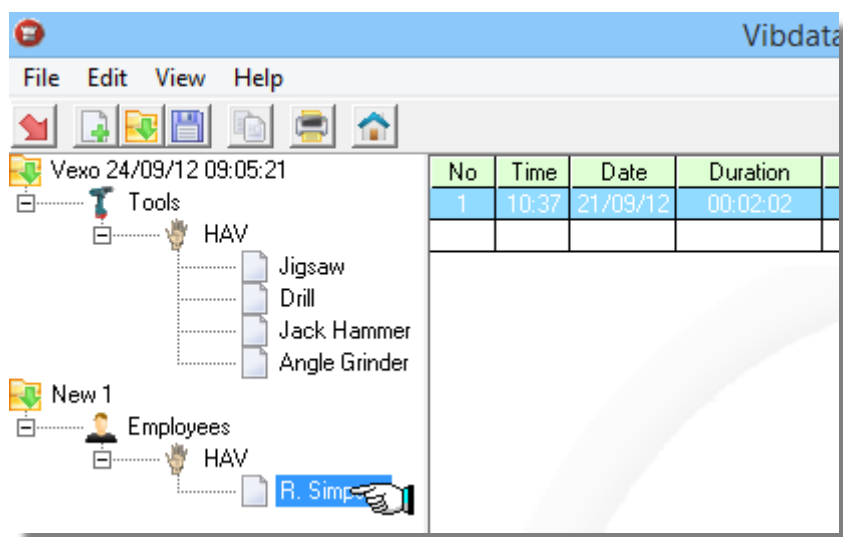 Vibdata
File Edit View Help
Vexo 24/09/12 09:05:21
Tools
HAV
Jigsaw
Drill
Jack Hammer
Angle Grinder
New 1
Employees
HAV
R.
No Time Date Duration
1 10:37 21/09/12 00:02:02